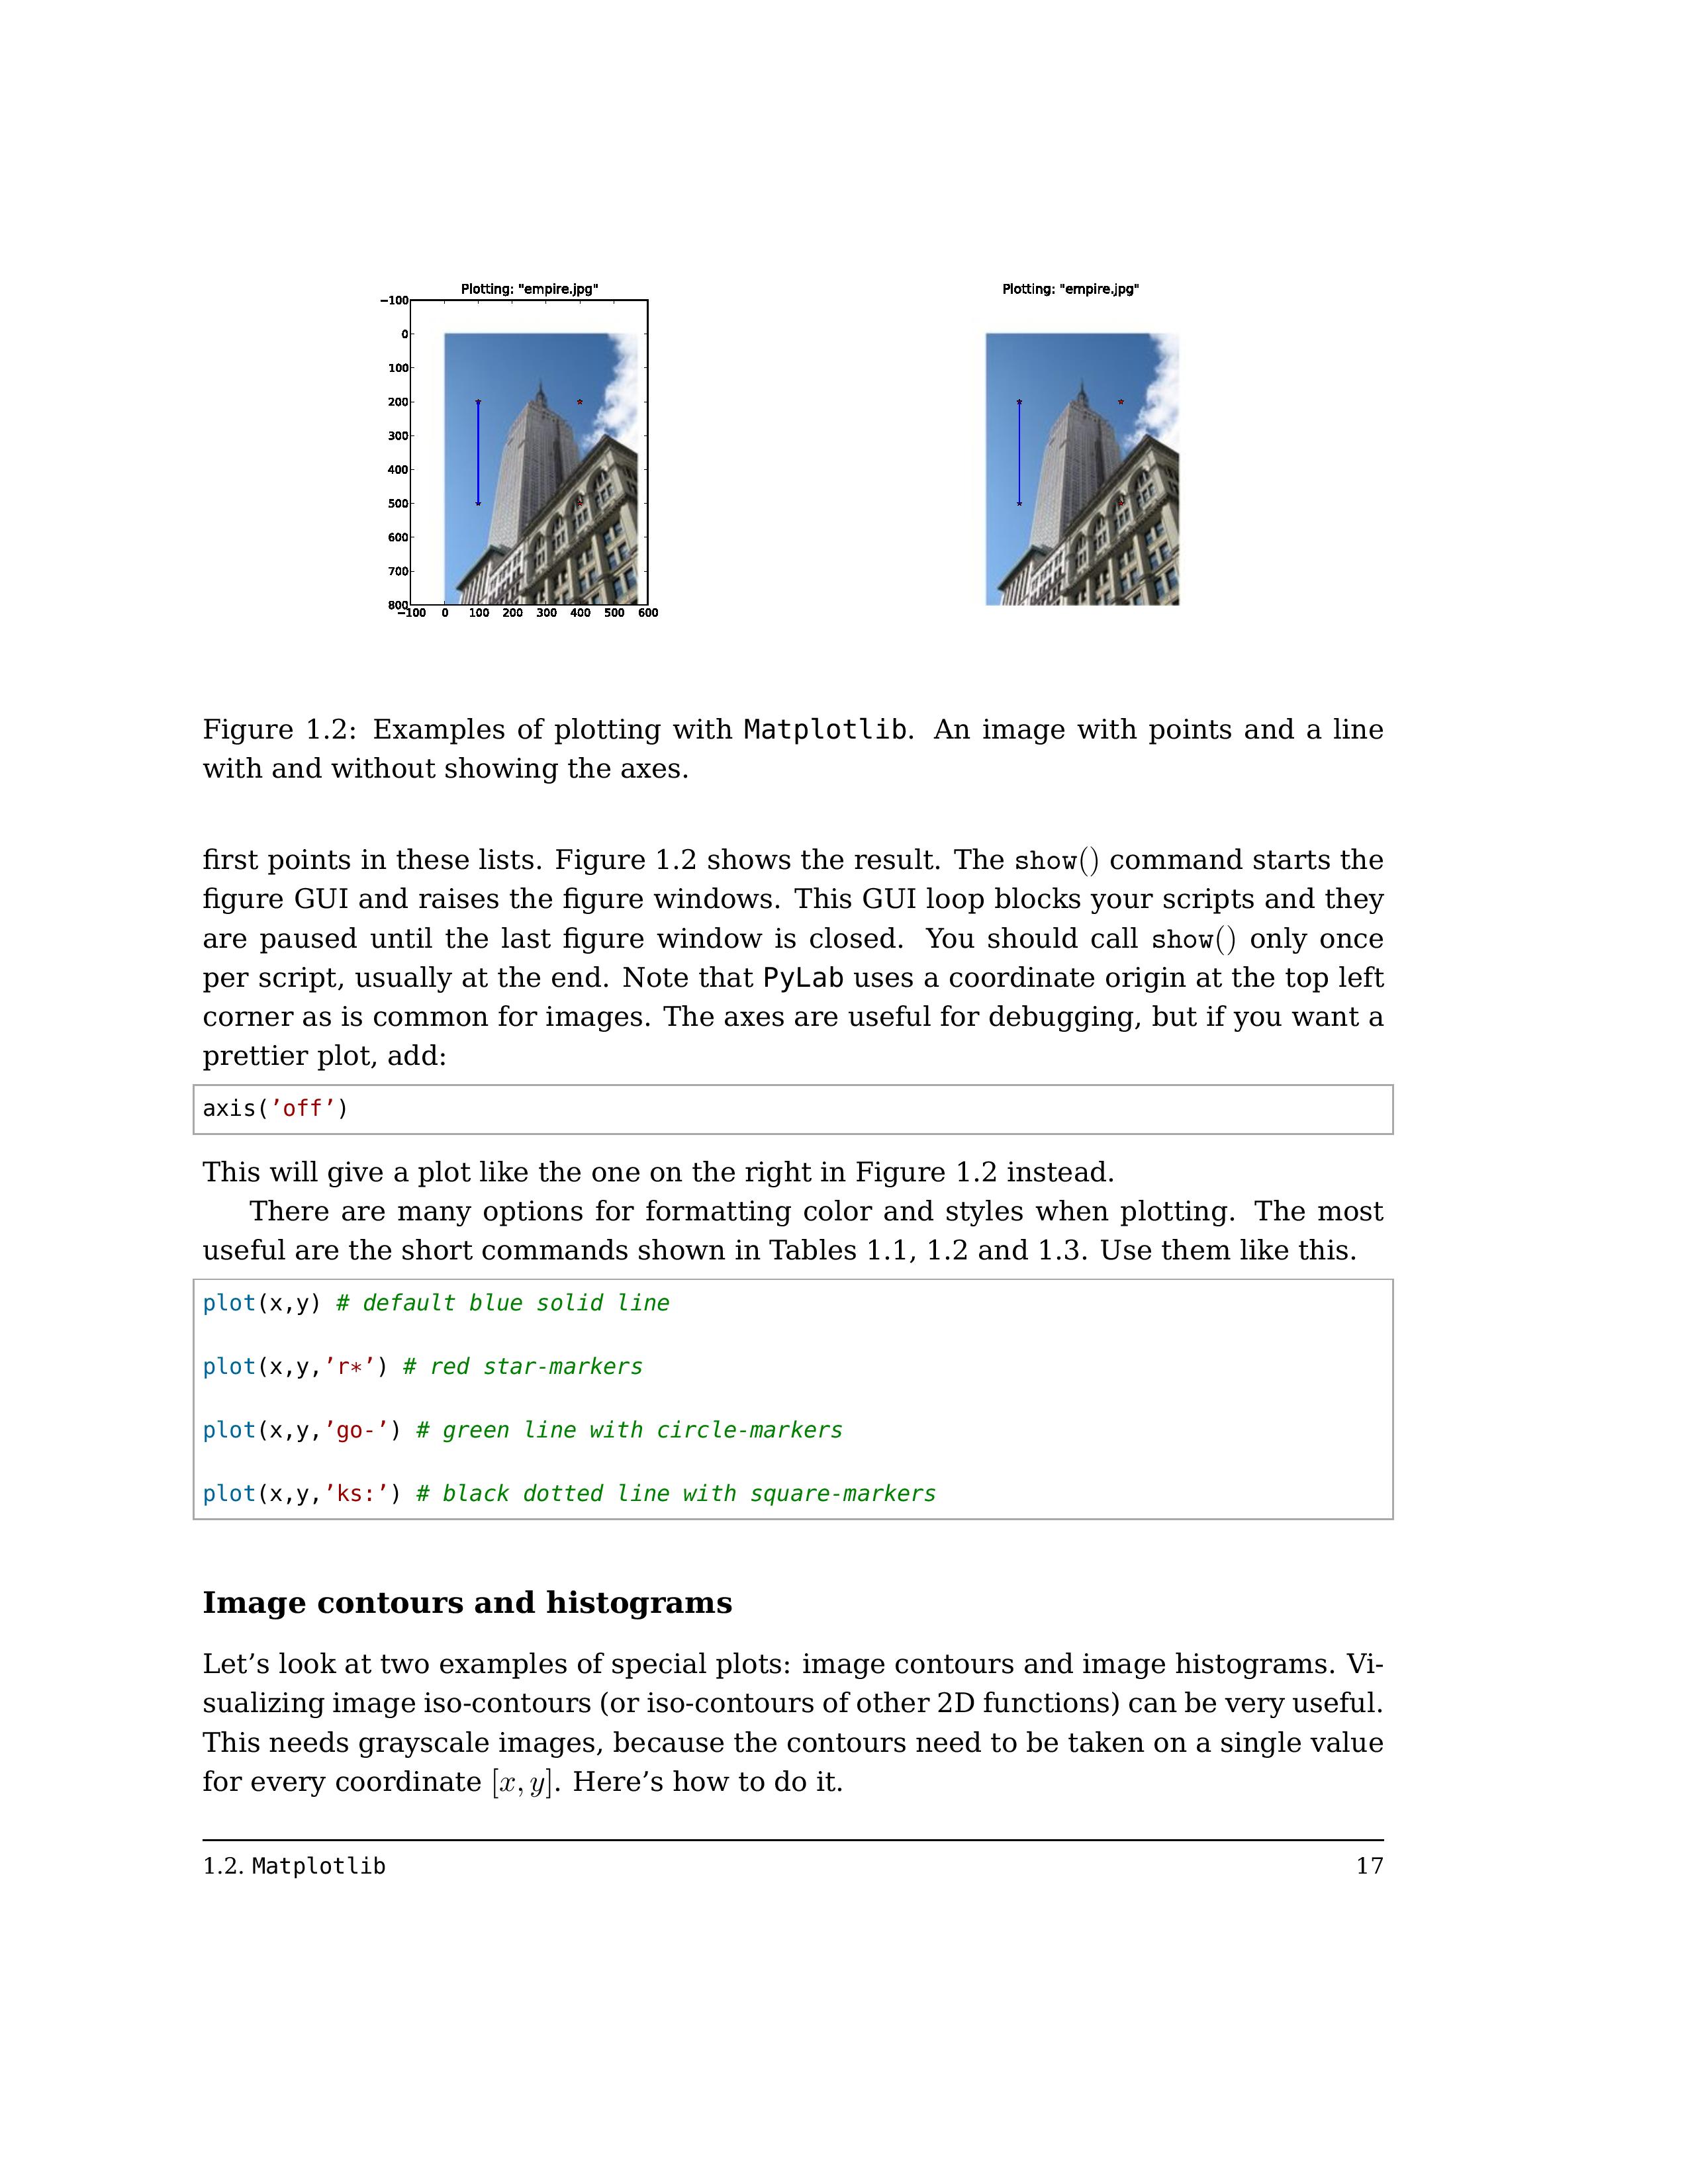 Plotting: "empire.jpg"
−100
0
100
200
300
400
500
600
700
800
−100 0 100 200 300 400 500 600
Plotting: "empire.jpg"
Figure 1.2: Examples of plotting with Matplotlib. An image with points and a line
with and without showing the axes.
first points in these lists. Figure 1.2 shows the result. The show() command starts the
figure GUI and raises the figure windows. This GUI loop blocks your scripts and they
are paused until the last figure window is closed. You should call show() only once
per script, usually at the end. Note that PyLab uses a coordinate origin at the top left
corner as is common for images. The axes are useful for debugging, but if you want a
prettier plot, add:
axis(’off’)
This will give a plot like the one on the right in Figure 1.2 instead.
There are many options for formatting color and styles when plotting. The most
useful are the short commands shown in Tables 1.1, 1.2 and 1.3. Use them like this.
plot(x,y) # default blue solid line
plot(x,y,’r*’) # red star-markers
plot(x,y,’go-’) # green line with circle-markers
plot(x,y,’ks:’) # black dotted line with square-markers
Image contours and histograms
Let’s look at two examples of special plots: image contours and image histograms. Vi-
sualizing image iso-contours (or iso-contours of other 2D functions) can be very useful.
This needs grayscale images, because the contours need to be taken on a single value
for every coordinate [x, y]. Here’s how to do it.
1.2. Matplotlib 17